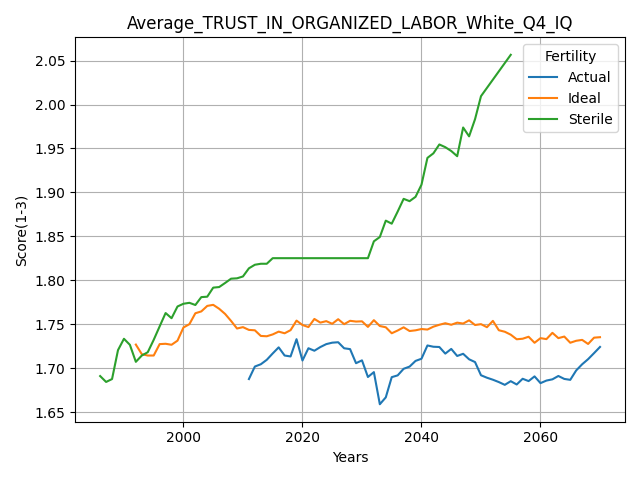 Average_TRUST_IN_ORGANIZED_LABOR_White_Q4_IQ
Score(1-3)
2.05
2.00
1.95
1.90
1.85
1.80
1.75
1.70
1.65
Fertility
Actual
Ideal
Sterile
2000
2020
2040
2060
Years